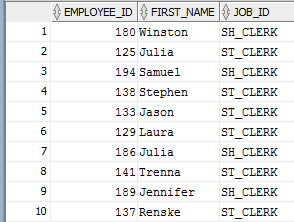 EMPLOYEE_ID FIRST_NAME JOB_ID
1 180 Winston SH_CLERK
2 125 Julia ST_CLERK
3 194 Samuel SH_CLERK
4 138 Stephen ST_CLERK
5 133 Jason ST_CLERK
6 129 Laura ST_CLERK
7 186 Julia SH_CLERK
8 141 Trenna ST_CLERK
9 189 Jennifer SH_CLERK
10 137 Renske ST_CLERK